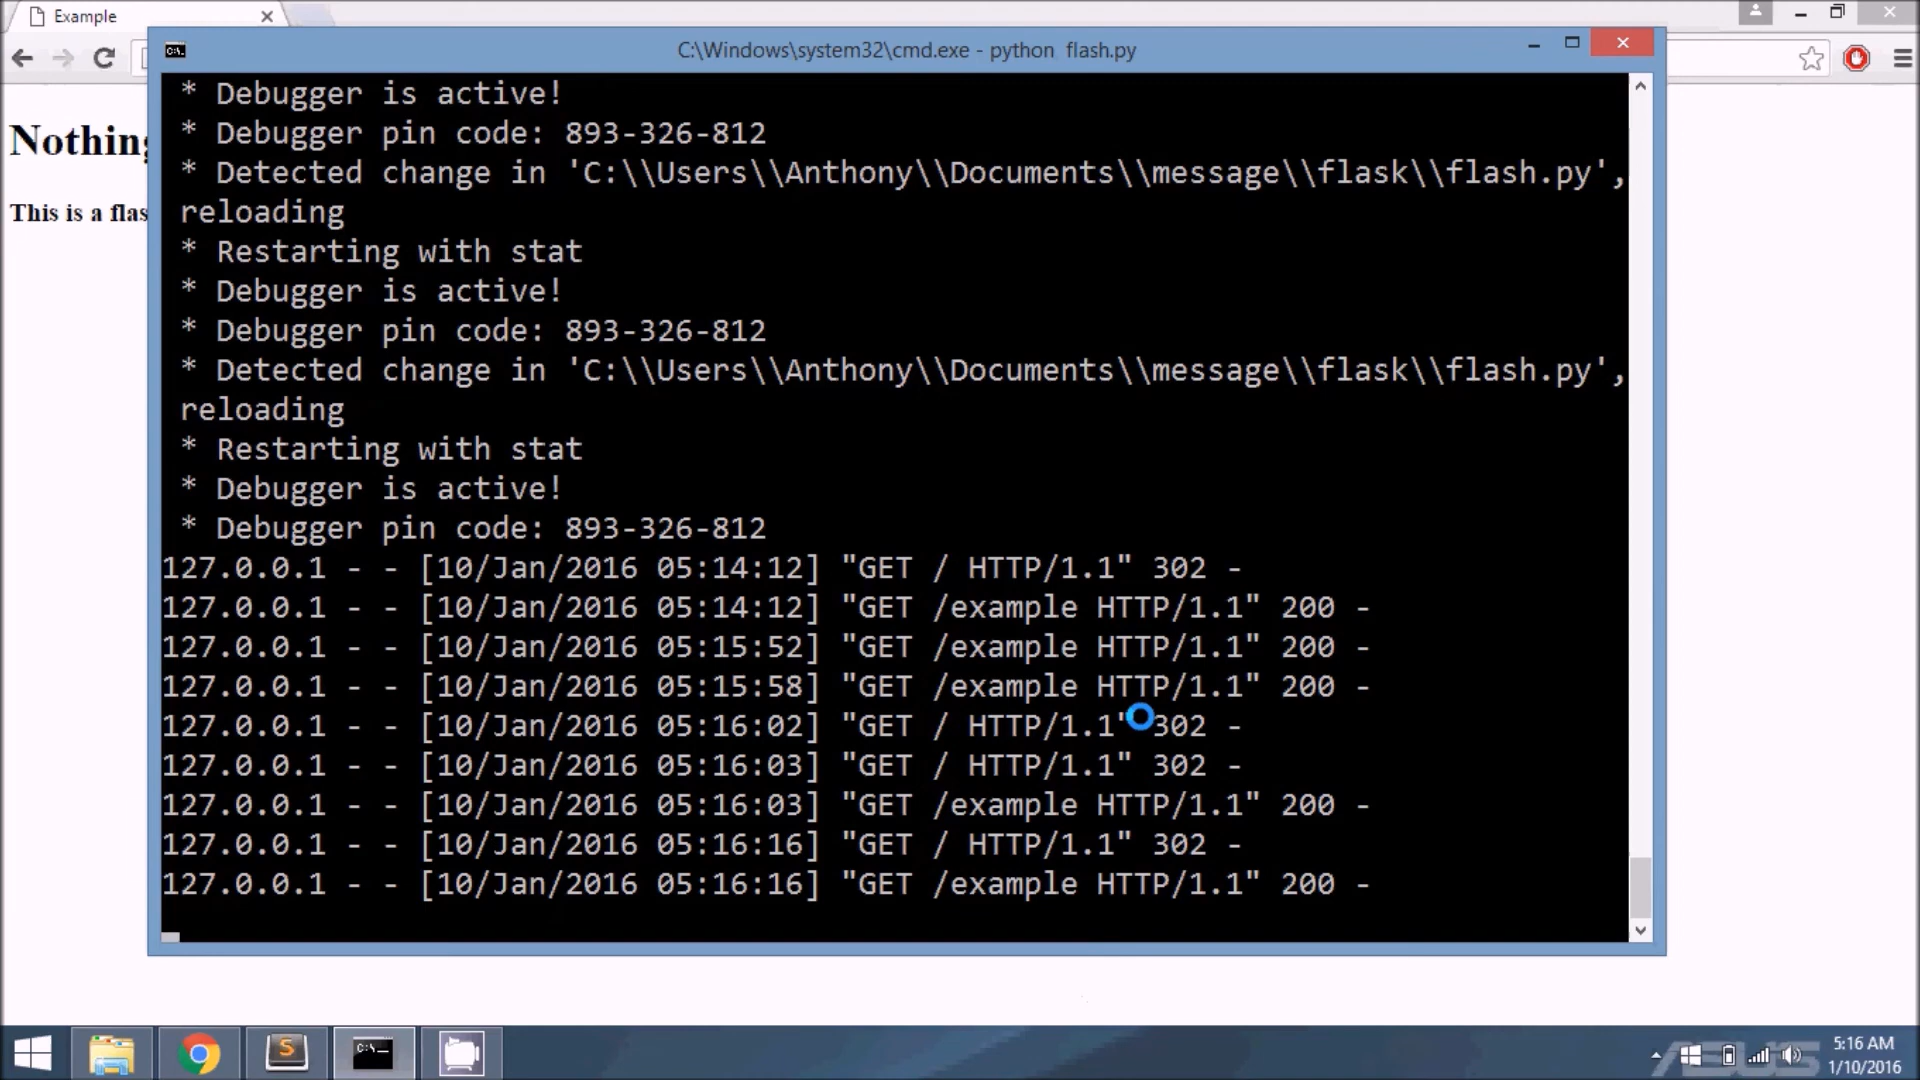 Example
C:\Windows\system32\cmd.exe - python  flash.py
Nothing
This is a flas
* Debugger is active!
* Debugger pin code: 893-326-812
* Detected change in 'C:\\Users\\Anthony\\Documents\\message\\flask\\flash.py',
reloading
* Restarting with stat
* Debugger is active!
* Debugger pin code: 893-326-812
* Detected change in 'C:\\Users\\Anthony\\Documents\\message\\flask\\flash.py',
reloading
* Restarting with stat
* Debugger is active!
* Debugger pin code: 893-326-812
127.0.0.1 - - [10/Jan/2016 05:14:12] "GET / HTTP/1.1" 302 -
127.0.0.1 - - [10/Jan/2016 05:14:12] "GET /example HTTP/1.1" 200 -
127.0.0.1 - - [10/Jan/2016 05:15:52] "GET /example HTTP/1.1" 200 -
127.0.0.1 - - [10/Jan/2016 05:15:58] "GET /example HTTP/1.1" 200 -
127.0.0.1 - - [10/Jan/2016 05:16:02] "GET / HTTP/1.1" 302 -
127.0.0.1 - - [10/Jan/2016 05:16:03] "GET / HTTP/1.1" 302 -
127.0.0.1 - - [10/Jan/2016 05:16:03] "GET /example HTTP/1.1" 200 -
127.0.0.1 - - [10/Jan/2016 05:16:16] "GET / HTTP/1.1" 302 -
127.0.0.1 - - [10/Jan/2016 05:16:16] "GET /example HTTP/1.1" 200 -
5:16 AM
ASUS
1/10/2016